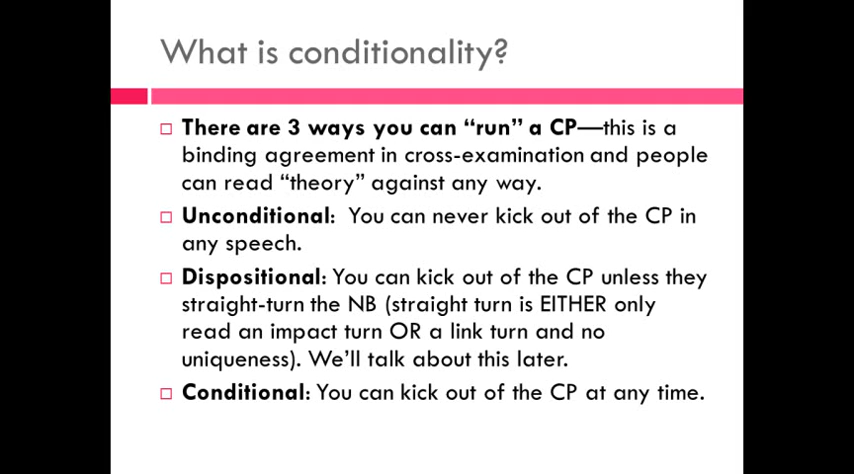 What is conditionality?
There are 3 ways you can “run” a CP—this is a
binding agreement in cross-examination and people
can read “theory” against any way.
Unconditional: You can never kick out of the CP in
any speech.
Dispositional: You can kick out of the CP unless they
straight-turn the NB (straight turn is EITHER only
read an impact turn OR a link turn and no
uniqueness). We’ll talk about this later.
Conditional: You can kick out of the CP at any time.